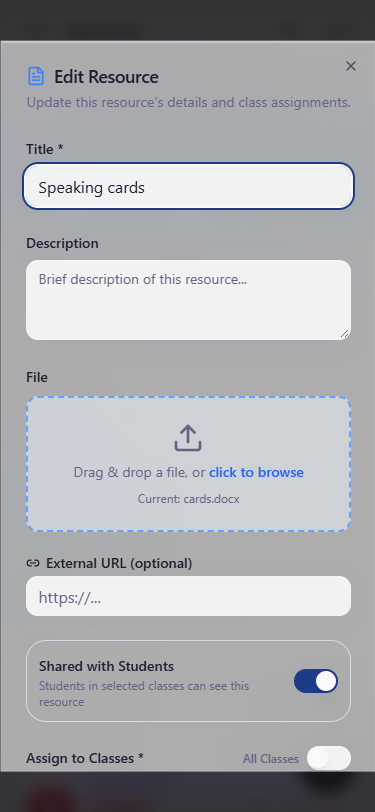 Edit Resource
Update this resource's details and class assignments.
Title *
Speaking cards
Description
Brief description of this resource...
File
Drag & drop a file, or click to browse
Current: cards.docx
External URL (optional)
https://...
Shared with Students
Students in selected classes can see this
resource
Assign to Classes *
All Classes